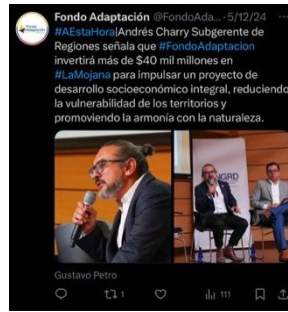 Fondo Adaptación @FondoAda... · 5/12/24 ...
#AEstaHora|Andrés Charry Subgerente de
Regiones señala que #FondoAdaptacion
invertirá más de $40 mil millones en
#LaMojana para impulsar un proyecto de
desarrollo socioeconómico integral, reduciendo
la vulnerabilidad de los territorios y
promoviendo la armonía con la naturaleza.
NGRD
Gustavo Petro
1
111